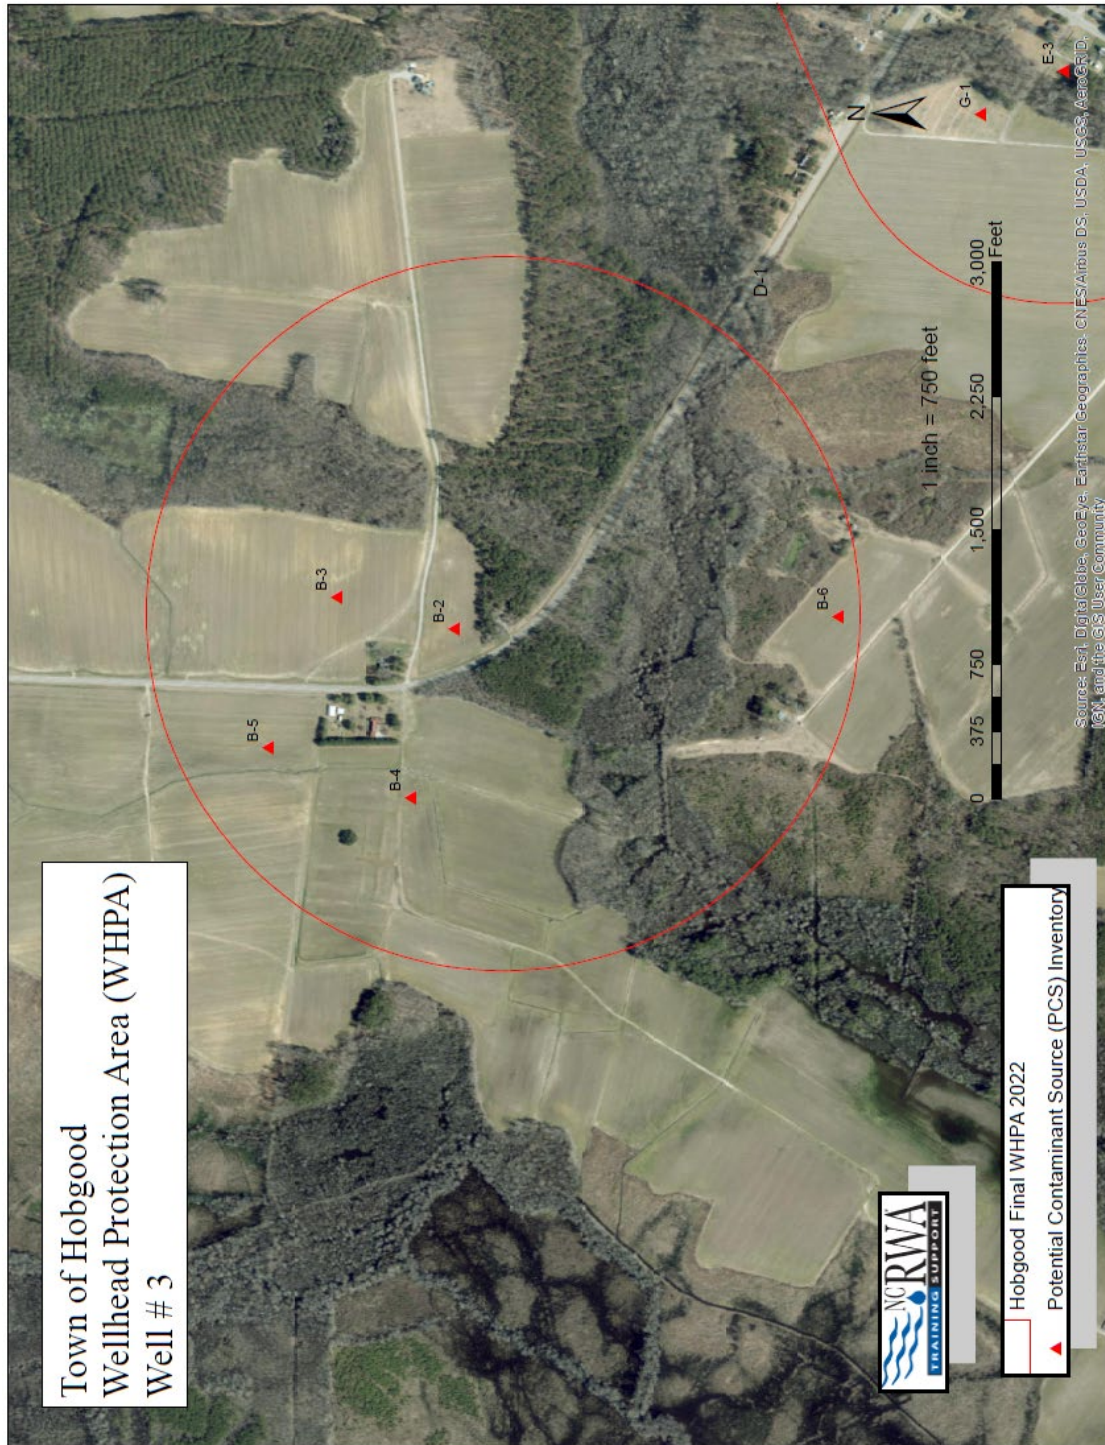 Town of Hobgood
Wellhead Protection Area (WHPA)
Well # 3
B-5
B-3
B-4
B-2
B-6
D-1
N
G-1
E-3
1 inch = 750 feet
0 375 750 1,500 2,250 3,000
Feet
NCRWA
TRAINING SUPPORT
Hobgood Final WHPA 2022
Potential Contaminant Source (PCS) Inventory
Source: Esri, DigitalGlobe, GeoEye, Earthstar Geographics, CNES/Airbus DS, USDA, USGS, AeroGRID,
IGN, and the GIS User Community